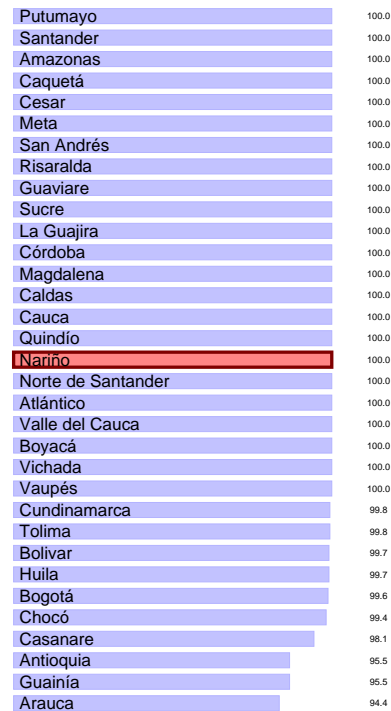 Putumayo 100.0
Santander 100.0
Amazonas 100.0
Caquetá 100.0
Cesar 100.0
Meta 100.0
San Andrés 100.0
Risaralda 100.0
Guaviare 100.0
Sucre 100.0
La Guajira 100.0
Córdoba 100.0
Magdalena 100.0
Caldas 100.0
Cauca 100.0
Quindío 100.0
Nariño 100.0
Norte de Santander 100.0
Atlántico 100.0
Valle del Cauca 100.0
Boyacá 100.0
Vichada 100.0
Vaupés 100.0
Cundinamarca 99.8
Tolima 99.8
Bolivar 99.7
Huila 99.7
Bogotá 99.6
Chocó 99.4
Casanare 98.1
Antioquia 95.5
Guainía 95.5
Arauca 94.4